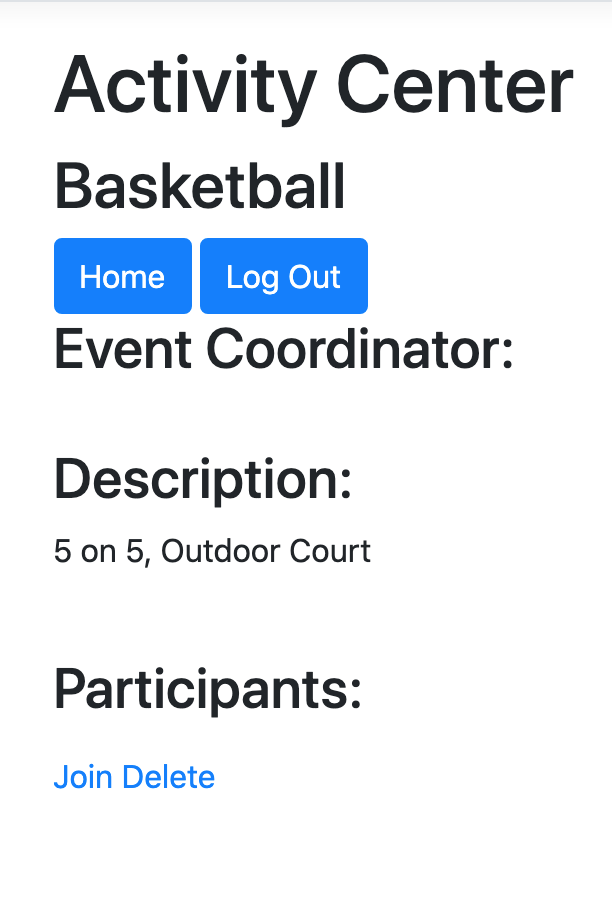 Activity Center
Basketball
Home Log Out
Event Coordinator:
Description:
5 on 5, Outdoor Court
Participants:
Join Delete